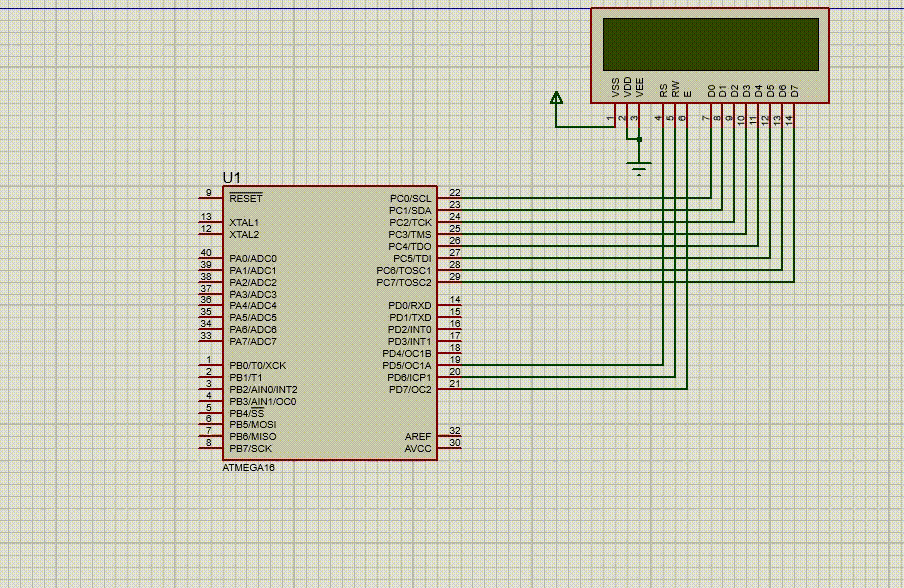 VSS
VDD
VEE
RS
RW
E
D0
D1
D2
D3
D4
D5
D6
D7
1
2
3
4
5
6
7
8
9
10
11
12
13
14
U1
9 RESET
13 XTAL1
12 XTAL2
40 PA0/ADC0
39 PA1/ADC1
38 PA2/ADC2
37 PA3/ADC3
36 PA4/ADC4
35 PA5/ADC5
34 PA6/ADC6
33 PA7/ADC7
1 PB0/T0/XCK
2 PB1/T1
3 PB2/AIN0/INT2
4 PB3/AIN1/OC0
5 PB4/SS
6 PB5/MOSI
7 PB6/MISO
8 PB7/SCK
PC0/SCL 22
PC1/SDA 23
PC2/TCK 24
PC3/TMS 25
PC4/TDO 26
PC5/TDI 27
PC6/TOSC1 28
PC7/TOSC2 29
PD0/RXD 14
PD1/TXD 15
PD2/INT0 16
PD3/INT1 17
PD4/OC1B 18
PD5/OC1A 19
PD6/ICP1 20
PD7/OC2 21
AREF 32
AVCC 30
ATMEGA16